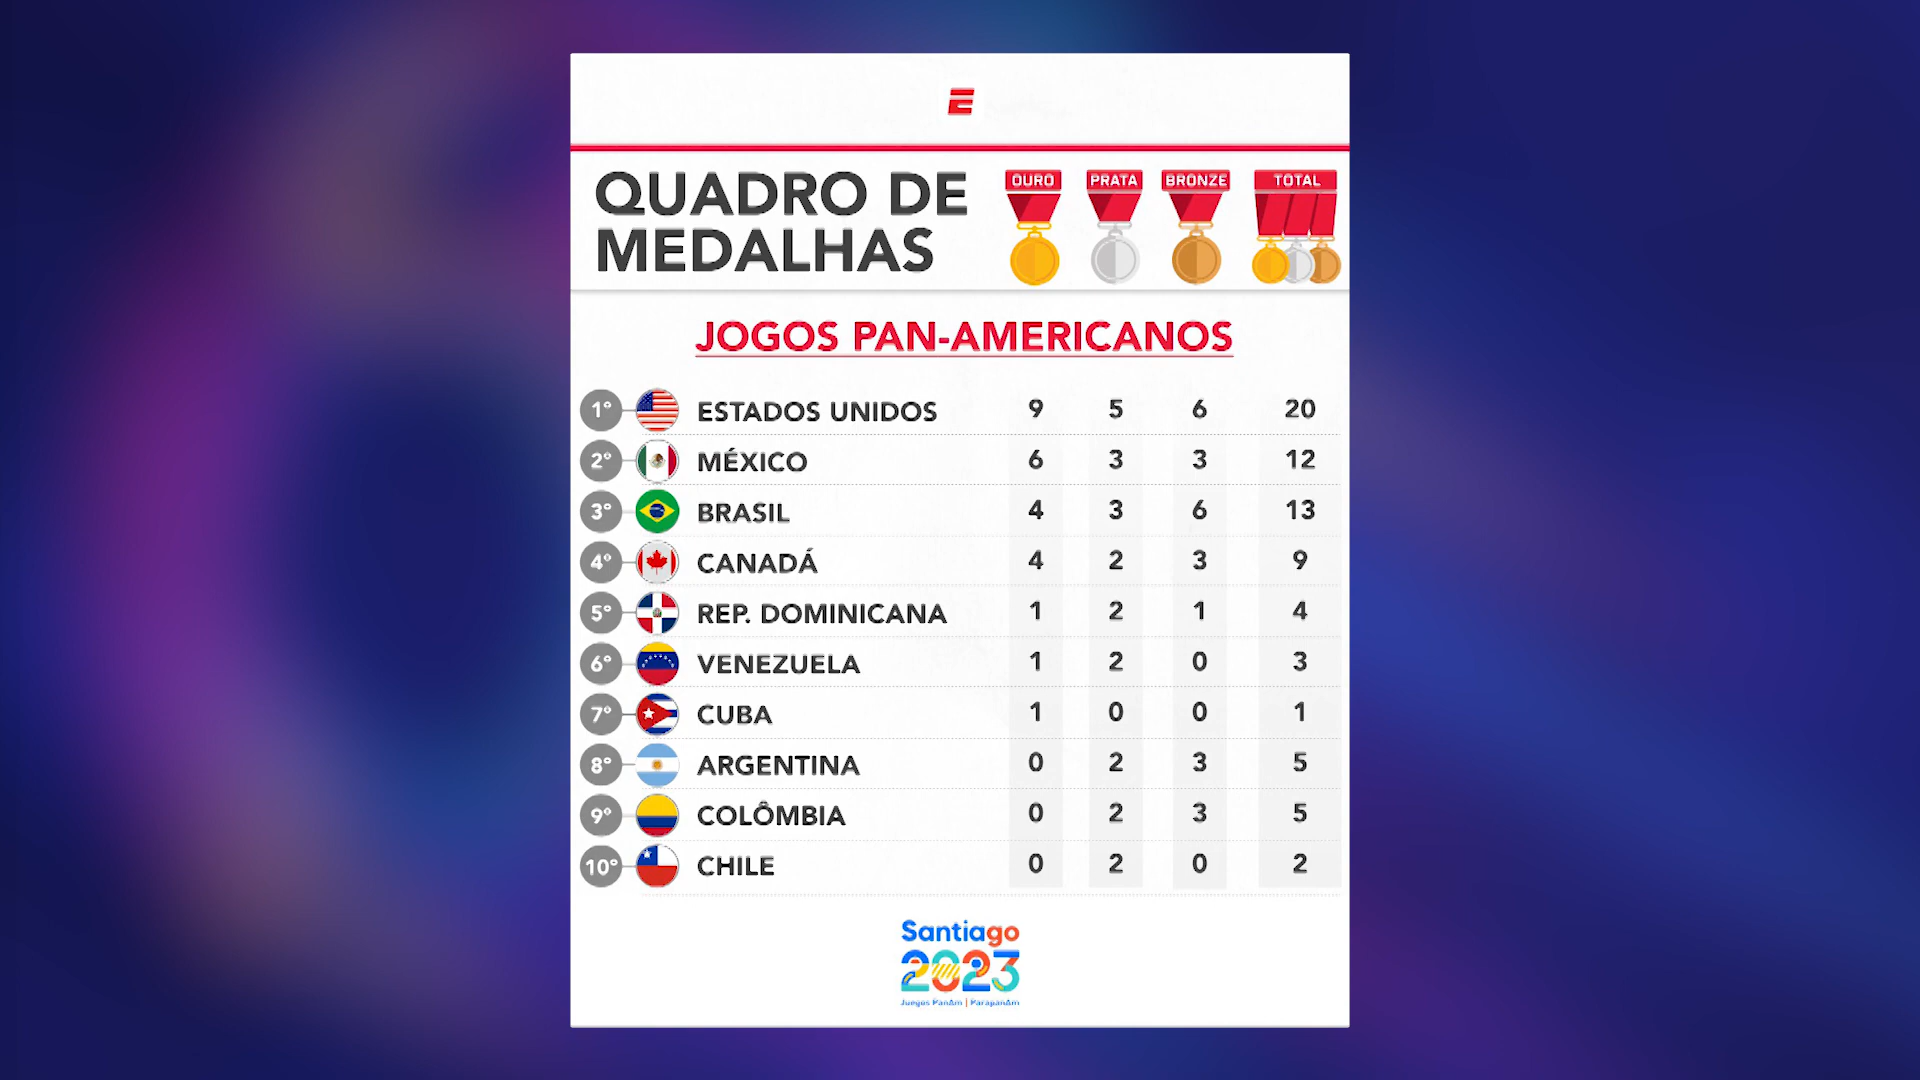 E
QUADRO DE
MEDALHAS
OURO PRATA BRONZE TOTAL
JOGOS PAN-AMERICANOS
1º ESTADOS UNIDOS 9 5 6 20
2º MÉXICO 6 3 3 12
3º BRASIL 4 3 6 13
4º CANADÁ 4 2 3 9
5º REP. DOMINICANA 1 2 1 4
6º VENEZUELA 1 2 0 3
7º CUBA 1 0 0 1
8º ARGENTINA 0 2 3 5
9º COLÔMBIA 0 2 3 5
10º CHILE 0 2 0 2
Santiago
2023
Juegos PanAm | ParapanAm